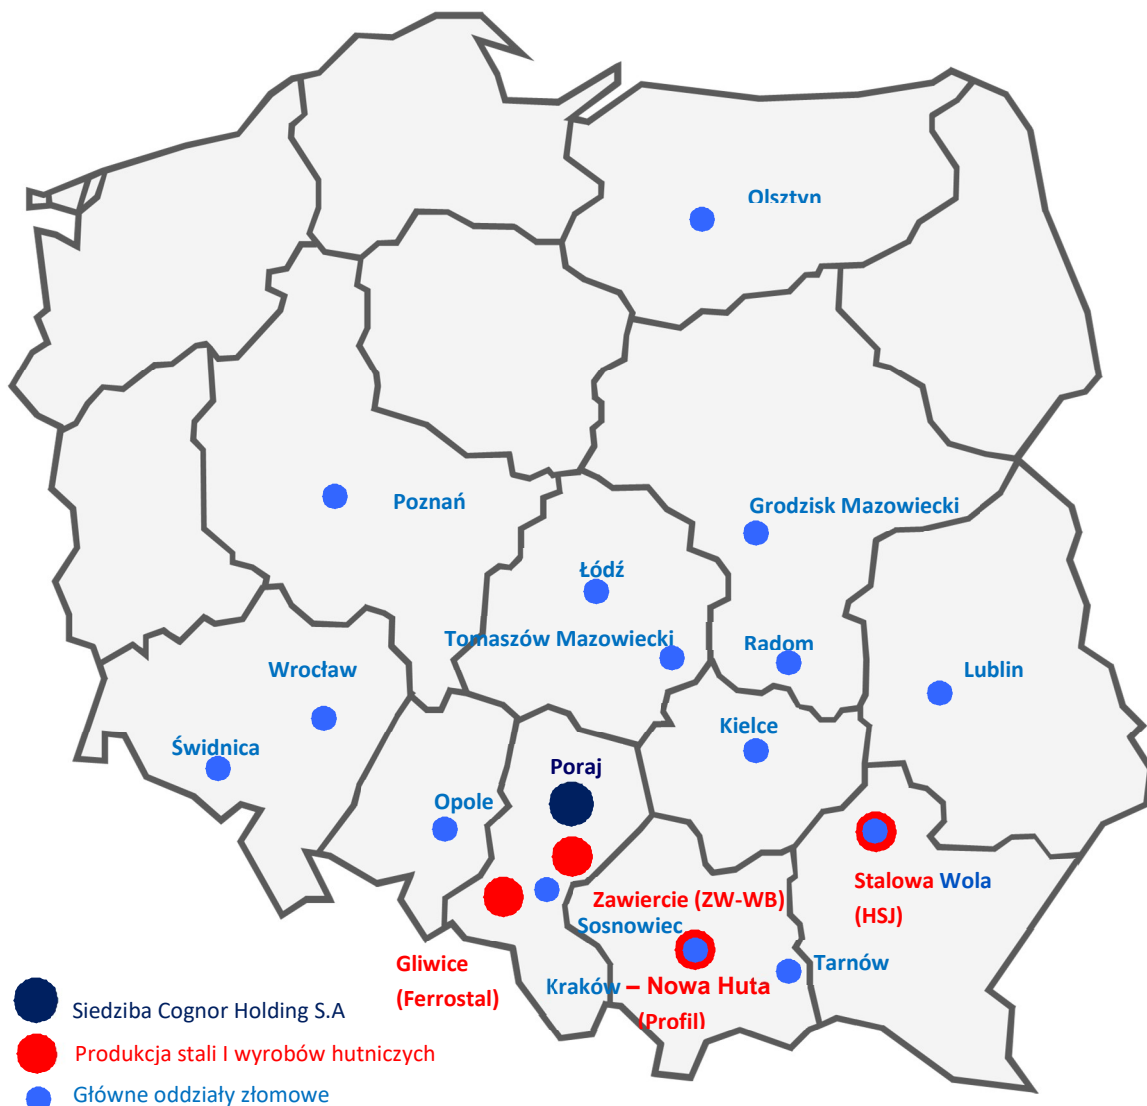 Olsztyn
Poznań
Grodzisk Mazowiecki
Łódź
Tomaszów Mazowiecki
Radom
Wrocław
Lublin
Kielce
Świdnica
Poraj
Opole
Stalowa Wola
(HSJ)
Zawiercie (ZW-WB)
Sosnowiec
Gliwice
(Ferrostal)
Tarnów
Kraków – Nowa Huta
(Profil)
Siedziba Cognor Holding S.A
Produkcja stali I wyrobów hutniczych
Główne oddziały złomowe